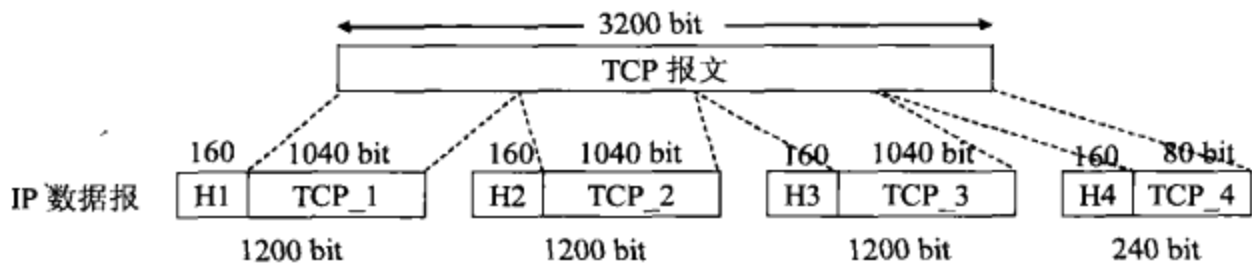 3200 bit
TCP 报文
160 1040 bit 160 1040 bit 160 1040 bit 160 80 bit
IP 数据报 H1 TCP_1 H2 TCP_2 H3 TCP_3 H4 TCP_4
1200 bit 1200 bit 1200 bit 240 bit